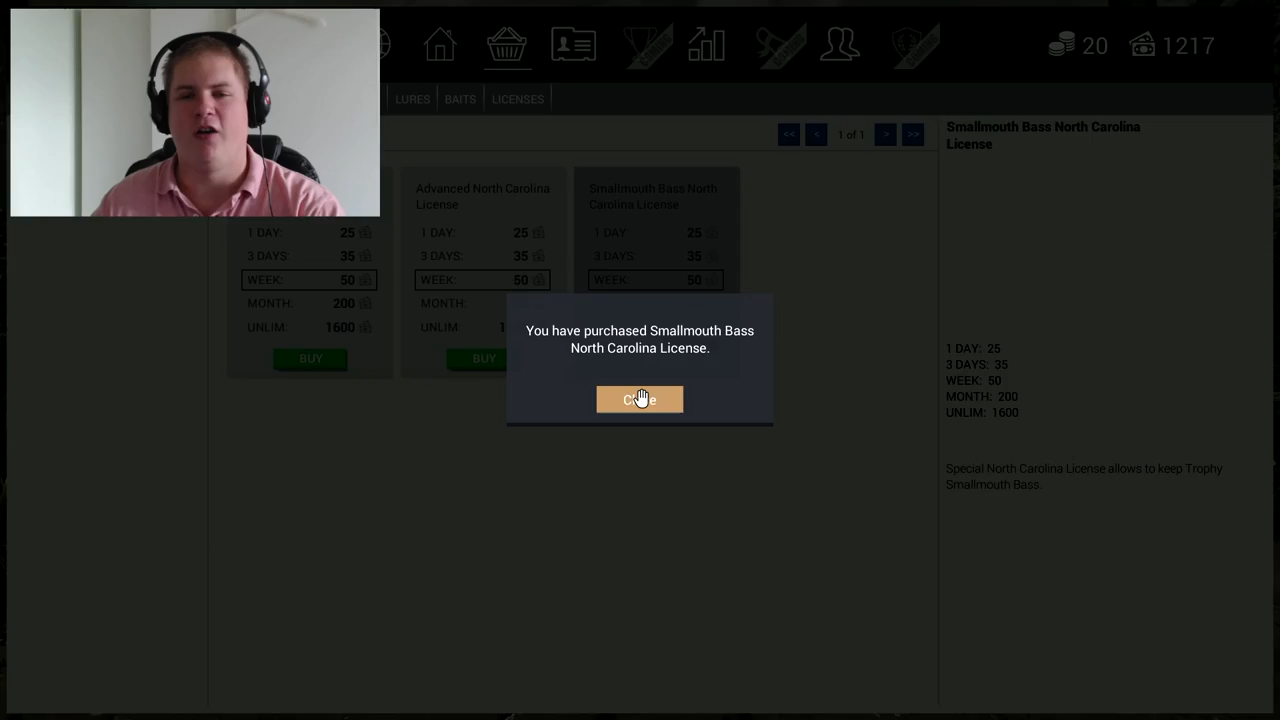 20
1217
LURES
BAITS
LICENSES
<<
<
1 of 1
>
>>
1 DAY: 25
3 DAYS: 35
WEEK: 50
MONTH: 200
UNLIM: 1600
BUY
Advanced North Carolina
License
1 DAY: 25
3 DAYS: 35
WEEK: 50
MONTH:
UNLIM: 1
BUY
Smallmouth Bass North
Carolina License
1 DAY: 25
3 DAYS: 35
WEEK: 50
You have purchased Smallmouth Bass
North Carolina License.
Smallmouth Bass North Carolina
License
1 DAY: 25
3 DAYS: 35
WEEK: 50
MONTH: 200
UNLIM: 1600
Special North Carolina License allows to keep Trophy
Smallmouth Bass.